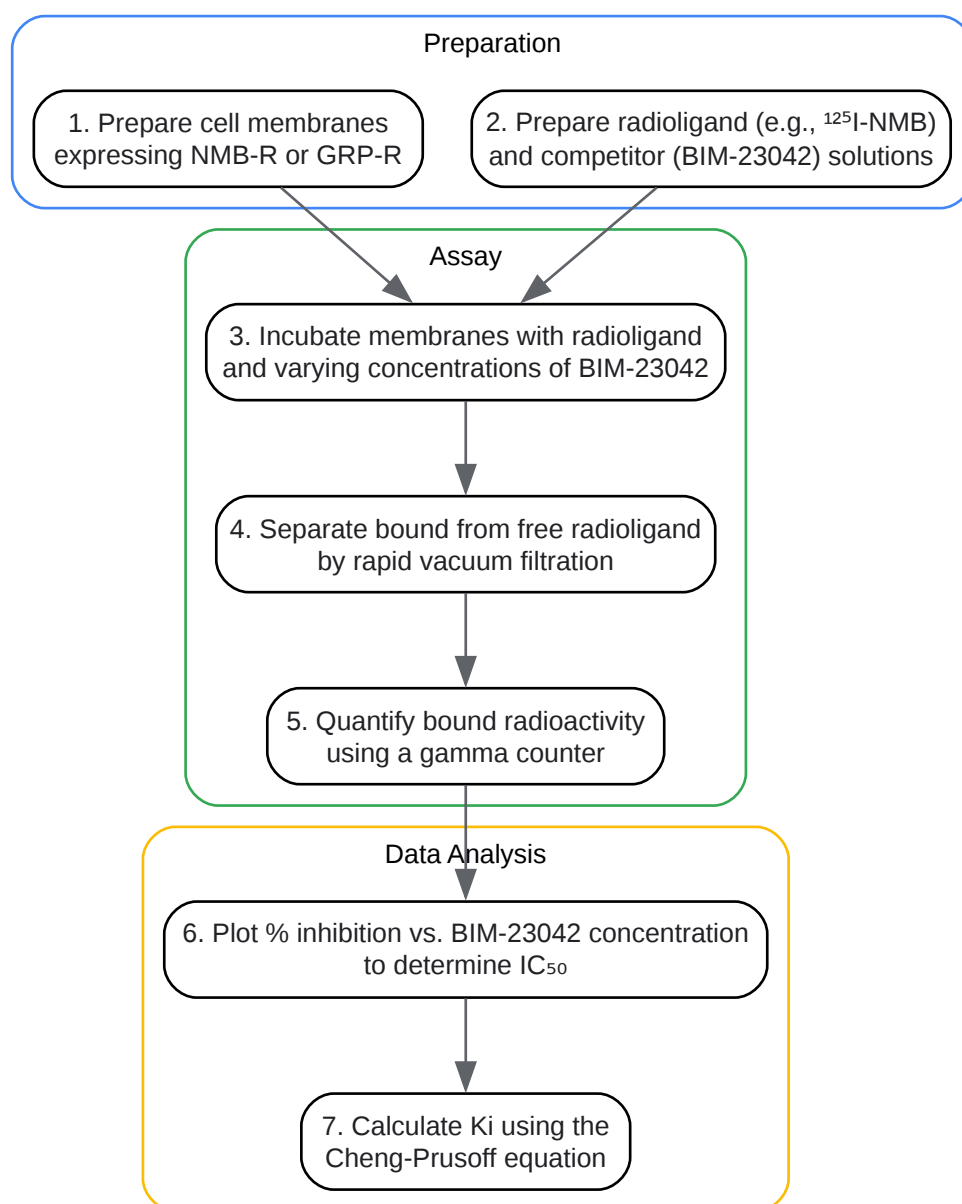 Preparation
1. Prepare cell membranes
expressing NMB-R or GRP-R
2. Prepare radioligand (e.g., ¹²⁵I-NMB)
and competitor (BIM-23042) solutions
Assay
3. Incubate membranes with radioligand
and varying concentrations of BIM-23042
4. Separate bound from free radioligand
by rapid vacuum filtration
5. Quantify bound radioactivity
using a gamma counter
Data Analysis
6. Plot % inhibition vs. BIM-23042 concentration
to determine IC₅₀
7. Calculate Ki using the
Cheng-Prusoff equation